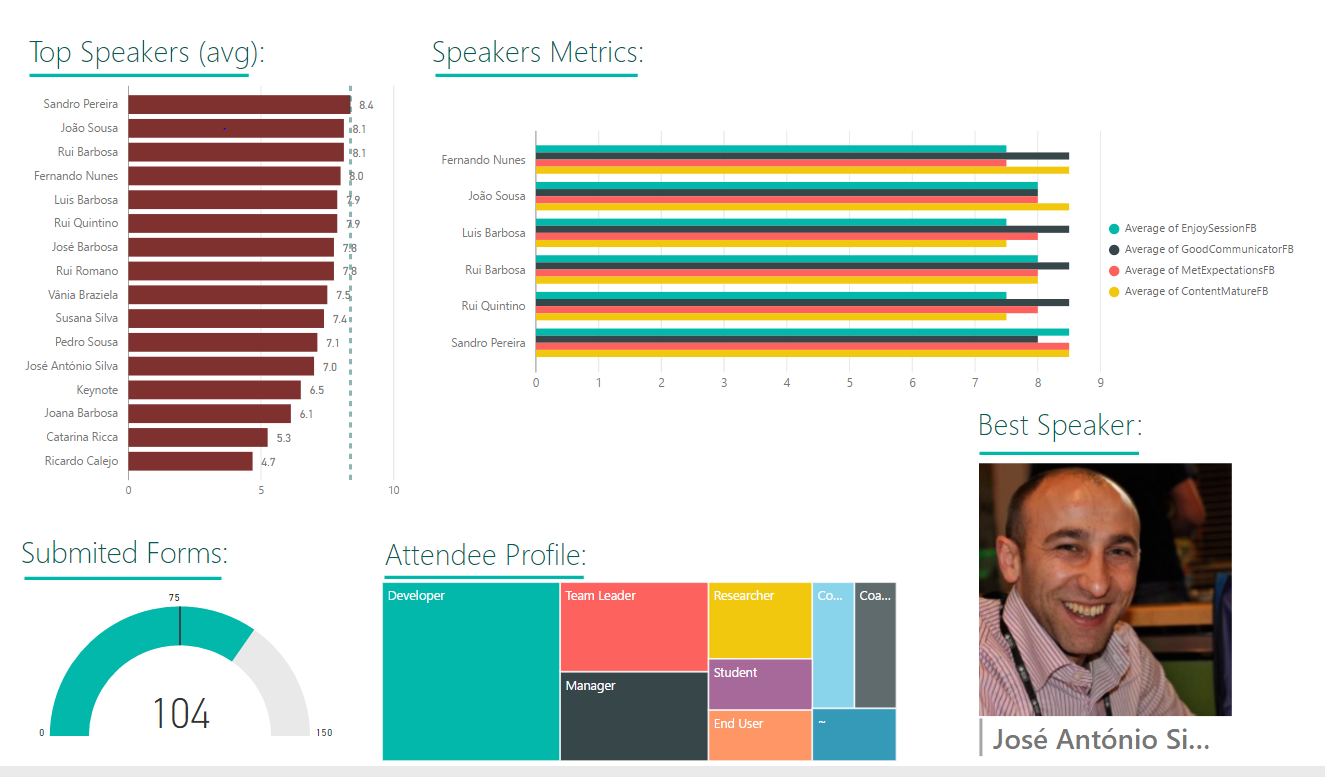 Top Speakers (avg):
Sandro Pereira 8.4
João Sousa 8.1
Rui Barbosa 8.1
Fernando Nunes 8.0
Luis Barbosa 7.9
Rui Quintino 7.9
José Barbosa 7.8
Rui Romano 7.8
Vânia Braziela 7.5
Susana Silva 7.4
Pedro Sousa 7.1
José António Silva 7.0
Keynote 6.5
Joana Barbosa 6.1
Catarina Ricca 5.3
Ricardo Calejo 4.7
0 5 10
Speakers Metrics:
Fernando Nunes
João Sousa
Luis Barbosa
Rui Barbosa
Rui Quintino
Sandro Pereira
0 1 2 3 4 5 6 7 8 9
Average of EnjoySessionFB
Average of GoodCommunicatorFB
Average of MetExpectationsFB
Average of ContentMatureFB
Submited Forms:
75
104
0 150
Attendee Profile:
Developer
Team Leader
Manager
Researcher
Student
End User
Co...
Coa...
~
Best Speaker:
José António Si...